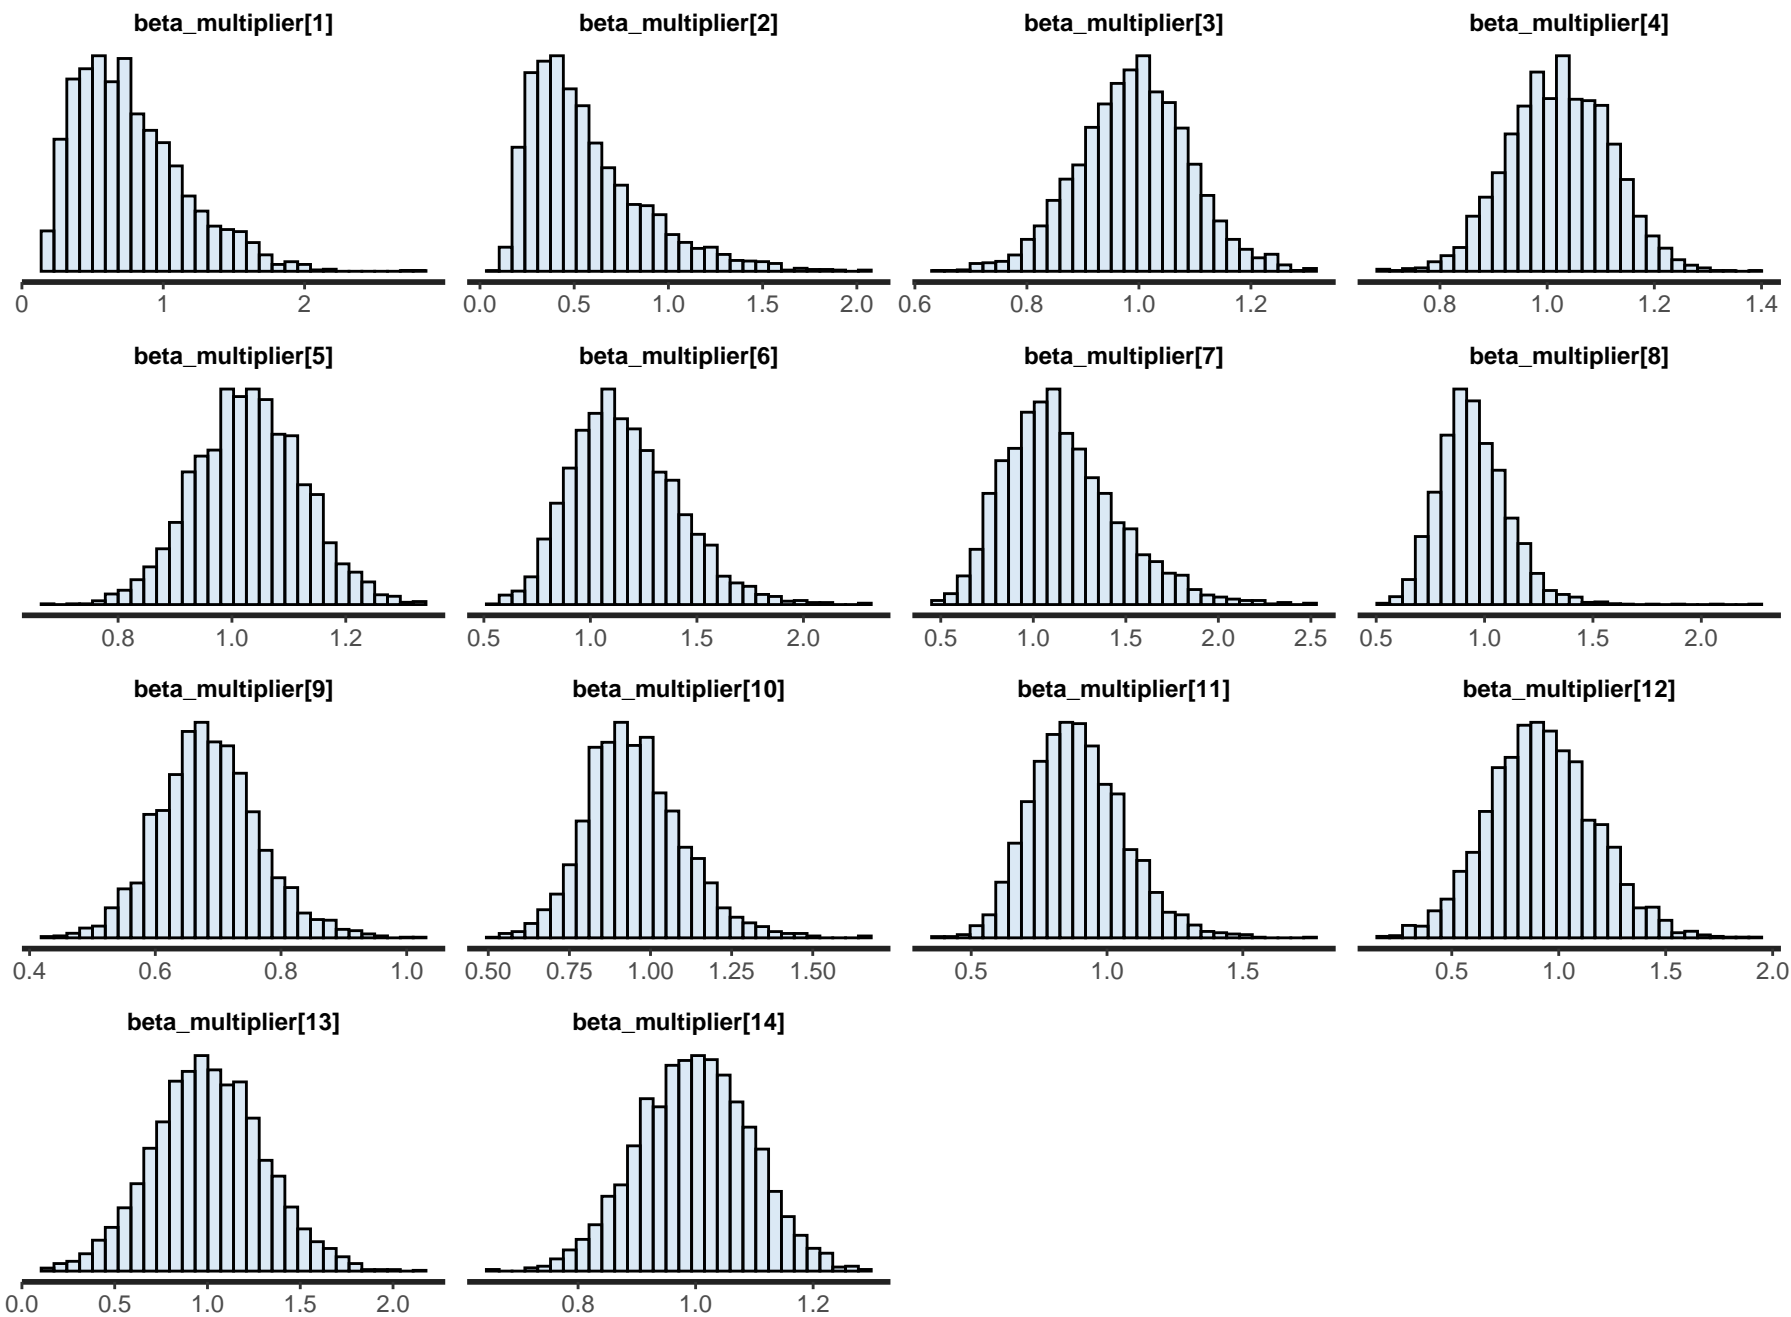 beta_multiplier[1] beta_multiplier[2] beta_multiplier[3] beta_multiplier[4]
0 1 2 0.0 0.5 1.0 1.5 2.0 0.6 0.8 1.0 1.2 0.8 1.0 1.2 1.4
beta_multiplier[5] beta_multiplier[6] beta_multiplier[7] beta_multiplier[8]
0.8 1.0 1.2 0.5 1.0 1.5 2.0 0.5 1.0 1.5 2.0 2.5 0.5 1.0 1.5 2.0
beta_multiplier[9] beta_multiplier[10] beta_multiplier[11] beta_multiplier[12]
0.4 0.6 0.8 1.0 0.50 0.75 1.00 1.25 1.50 0.5 1.0 1.5 0.5 1.0 1.5 2.0
beta_multiplier[13] beta_multiplier[14]
0.0 0.5 1.0 1.5 2.0 0.8 1.0 1.2